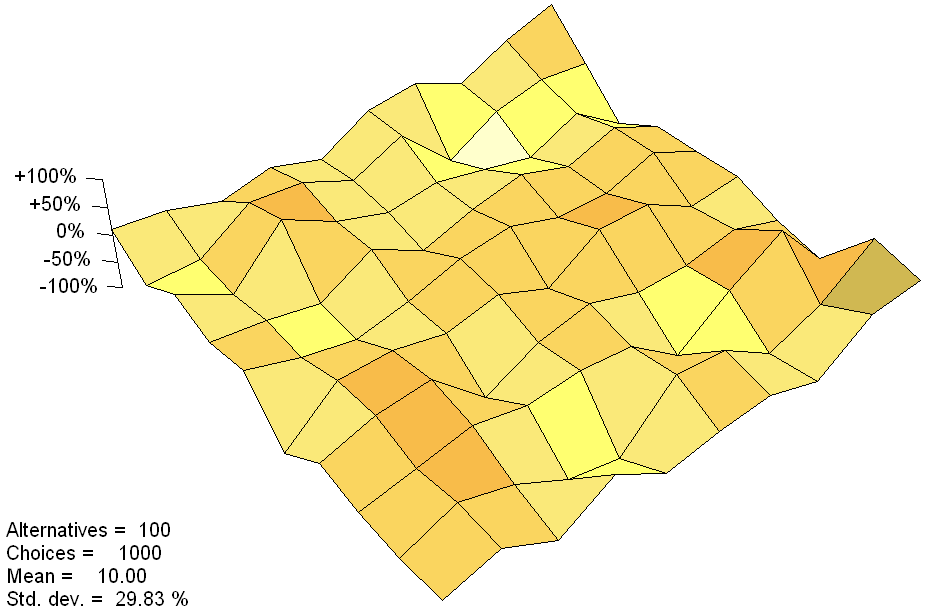 +100%
+50%
0%
-50%
-100%
Alternatives = 100
Choices = 1000
Mean = 10.00
Std. dev. = 29.83 %